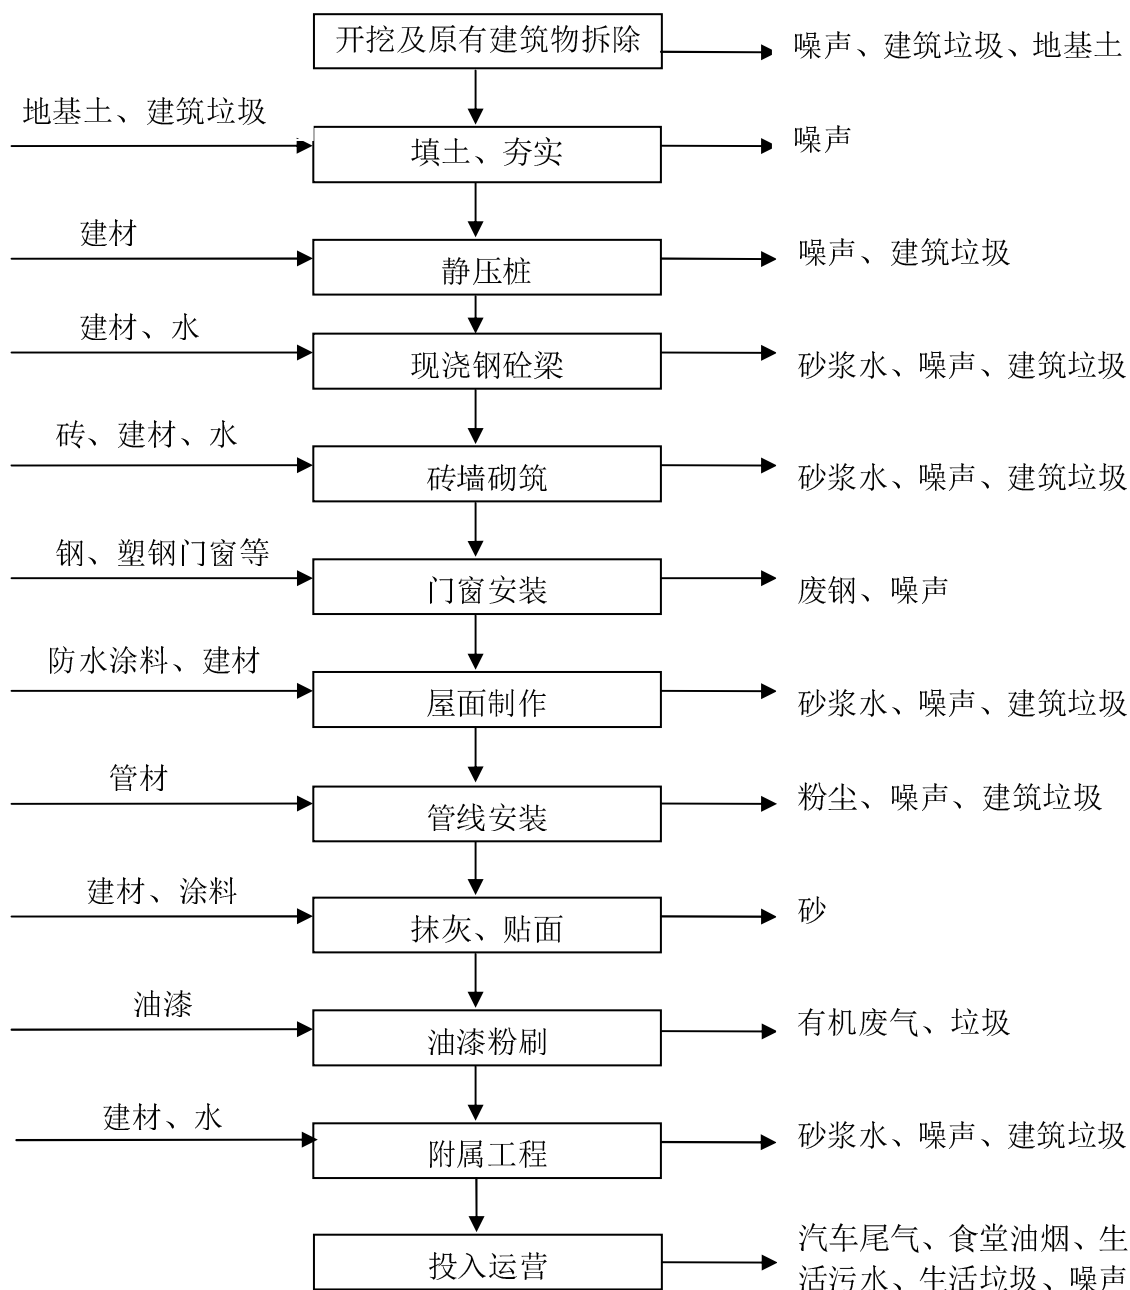 开挖及原有建筑物拆除
噪声、建筑垃圾、地基土
地基土、建筑垃圾
填土、夯实
噪声
建材
静压桩
噪声、建筑垃圾
建材、水
现浇钢砼梁
砂浆水、噪声、建筑垃圾
砖、建材、水
砖墙砌筑
砂浆水、噪声、建筑垃圾
钢、塑钢门窗等
门窗安装
废钢、噪声
防水涂料、建材
屋面制作
砂浆水、噪声、建筑垃圾
管材
管线安装
粉尘、噪声、建筑垃圾
建材、涂料
抹灰、贴面
砂
油漆
油漆粉刷
有机废气、垃圾
建材、水
附属工程
砂浆水、噪声、建筑垃圾
投入运营
汽车尾气、食堂油烟、生
活污水、生活垃圾、噪声